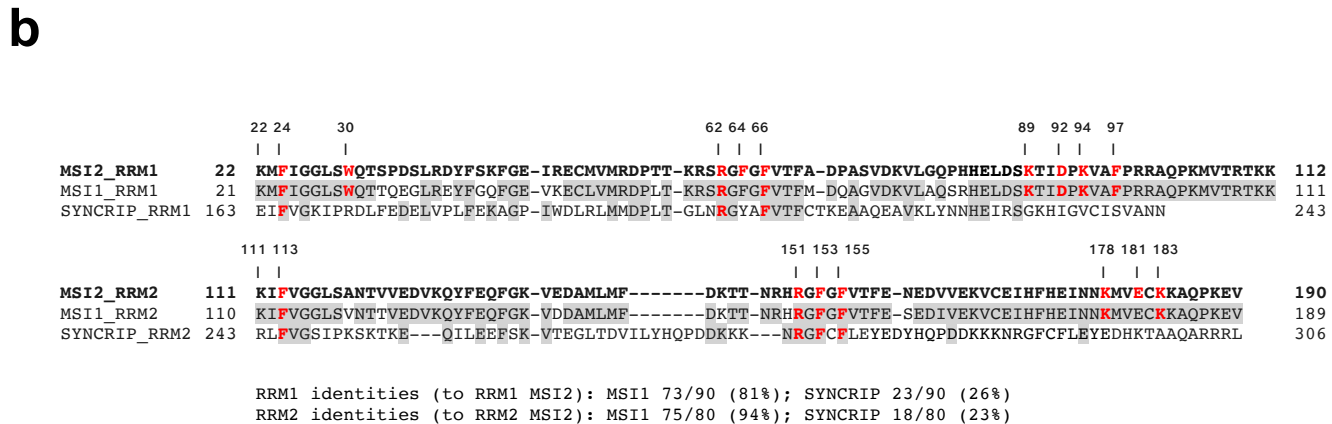 b
22 24 30 62 64 66 89 92 94 97
MSI2_RRM1 22 KMFIGGLSWQTSPDSLRDYFSKFGE-IRECMVMRDPTT-KRSRGFGFVTFA-DPASVDKVLGQPHHELDSKTIDPKVAFPRRAQPKMVTRTKK 112
MSI1_RRM1 21 KMFIGGLSWQTTQEGLREYFGQFGE-VKECLVMRDPLT-KRSRGFGFVTFM-DQAGVDKVLAQSRHELDSKTIDPKVAFPRRAQPKMVTRTKK 111
SYNCRIP_RRM1 163 EIFVGKIPRDLFEDELVPLFEKAGP-IWDLRLMMDPLT-GLNRGYAFVTFCTKEAAQEAVKLYNNHEIRSGKHIGVCISVANN 243
111 113 151 153 155 178 181 183
MSI2_RRM2 111 KIFVGGLSANTVVEDVKQYFEQFGK-VEDAMLMF-------DKTT-NRHRGFGFVTFE-NEDVVEKVCEIHFHEINNKMVECKKAQPKEV 190
MSI1_RRM2 110 KIFVGGLSVNTTVEDVKQYFEQFGK-VDDAMLMF-------DKTT-NRHRGFGFVTFE-SEDIVEKVCEIHFHEINNKMVECKKAQPKEV 189
SYNCRIP_RRM2 243 RLFVGSIPKSKTKE---QILEEFSK-VTEGLTDVILYHQPDDKKK---NRGFCFLEYEDYHQPDDKKKNRGFCFLEYEDHKTAAQARRRL 306
RRM1 identities (to RRM1 MSI2): MSI1 73/90 (81%); SYNCRIP 23/90 (26%)
RRM2 identities (to RRM2 MSI2): MSI1 75/80 (94%); SYNCRIP 18/80 (23%)